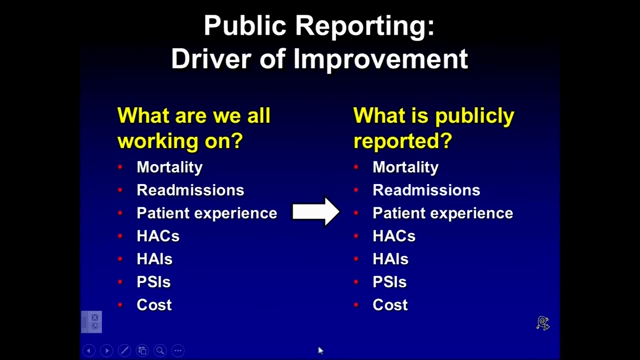 Public Reporting:
Driver of Improvement
What are we all
working on?
Mortality
Readmissions
Patient experience
HACs
HAIs
PSIs
Cost
What is publicly
reported?
Mortality
Readmissions
Patient experience
HACs
HAIs
PSIs
Cost